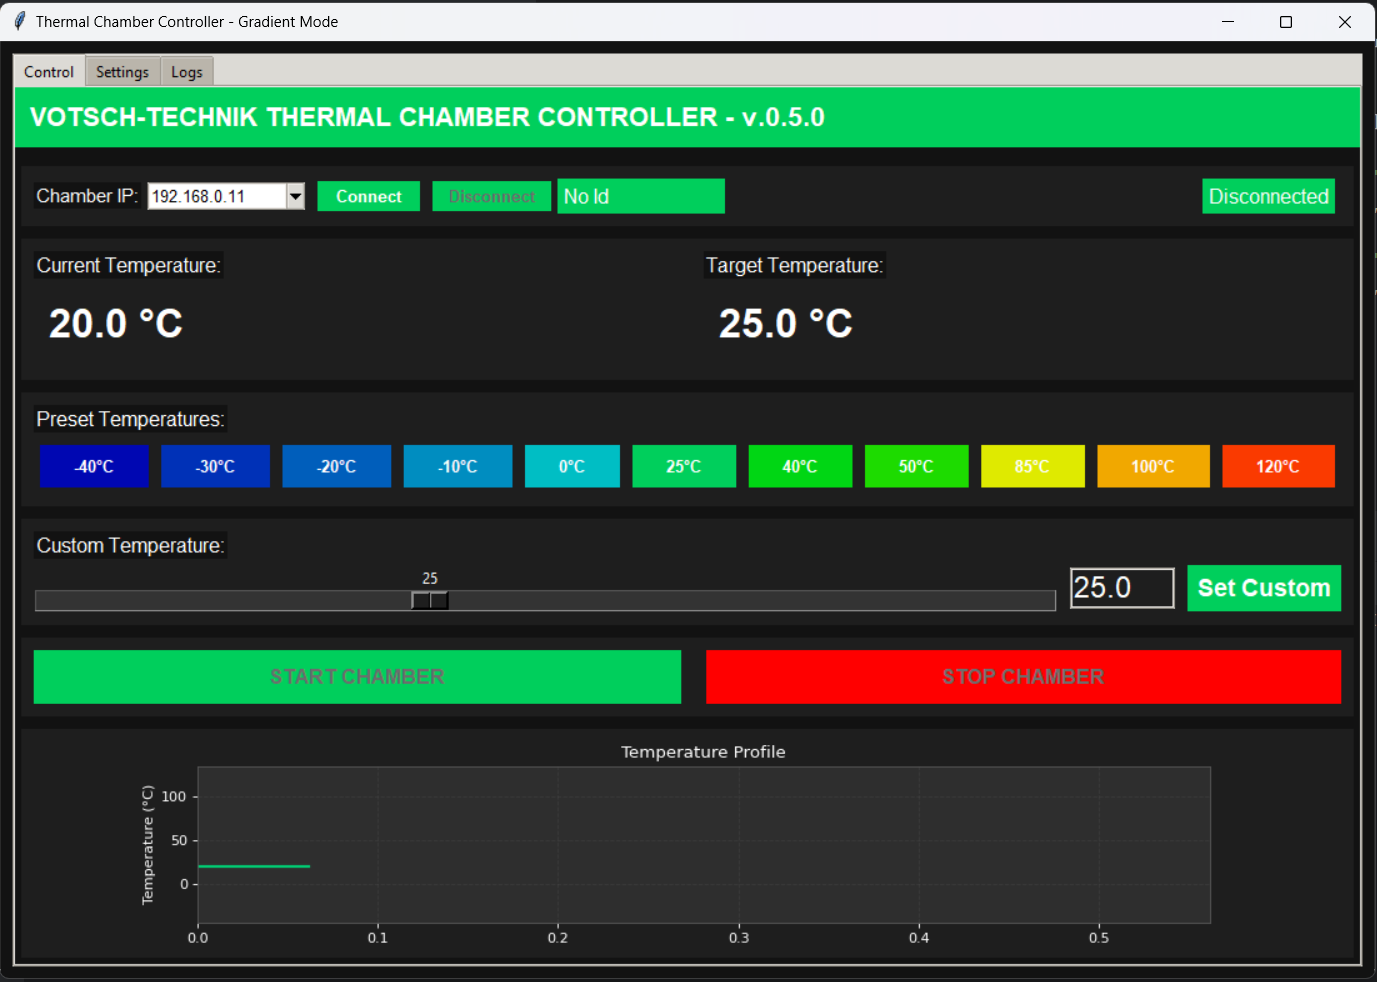 Thermal Chamber Controller - Gradient Mode
Control Settings Logs
VOTSCH-TECHNIK THERMAL CHAMBER CONTROLLER - v.0.5.0
Chamber IP: 192.168.0.11 Connect Disconnect No Id Disconnected
Current Temperature: Target Temperature:
20.0 °C 25.0 °C
Preset Temperatures:
-40°C -30°C -20°C -10°C 0°C 25°C 40°C 50°C 85°C 100°C 120°C
Custom Temperature:
25
25.0 Set Custom
START CHAMBER STOP CHAMBER
Temperature Profile
Temperature (°C)
100
50
0
0.0 0.1 0.2 0.3 0.4 0.5